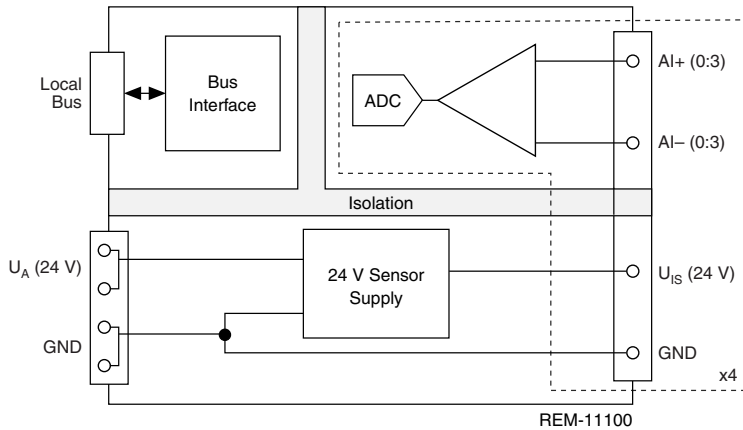 Local
Bus
Bus
Interface
ADC
AI+ (0:3)
AI– (0:3)
Isolation
U_A (24 V)
24 V Sensor
Supply
U_IS (24 V)
GND
GND
x4
REM-11100